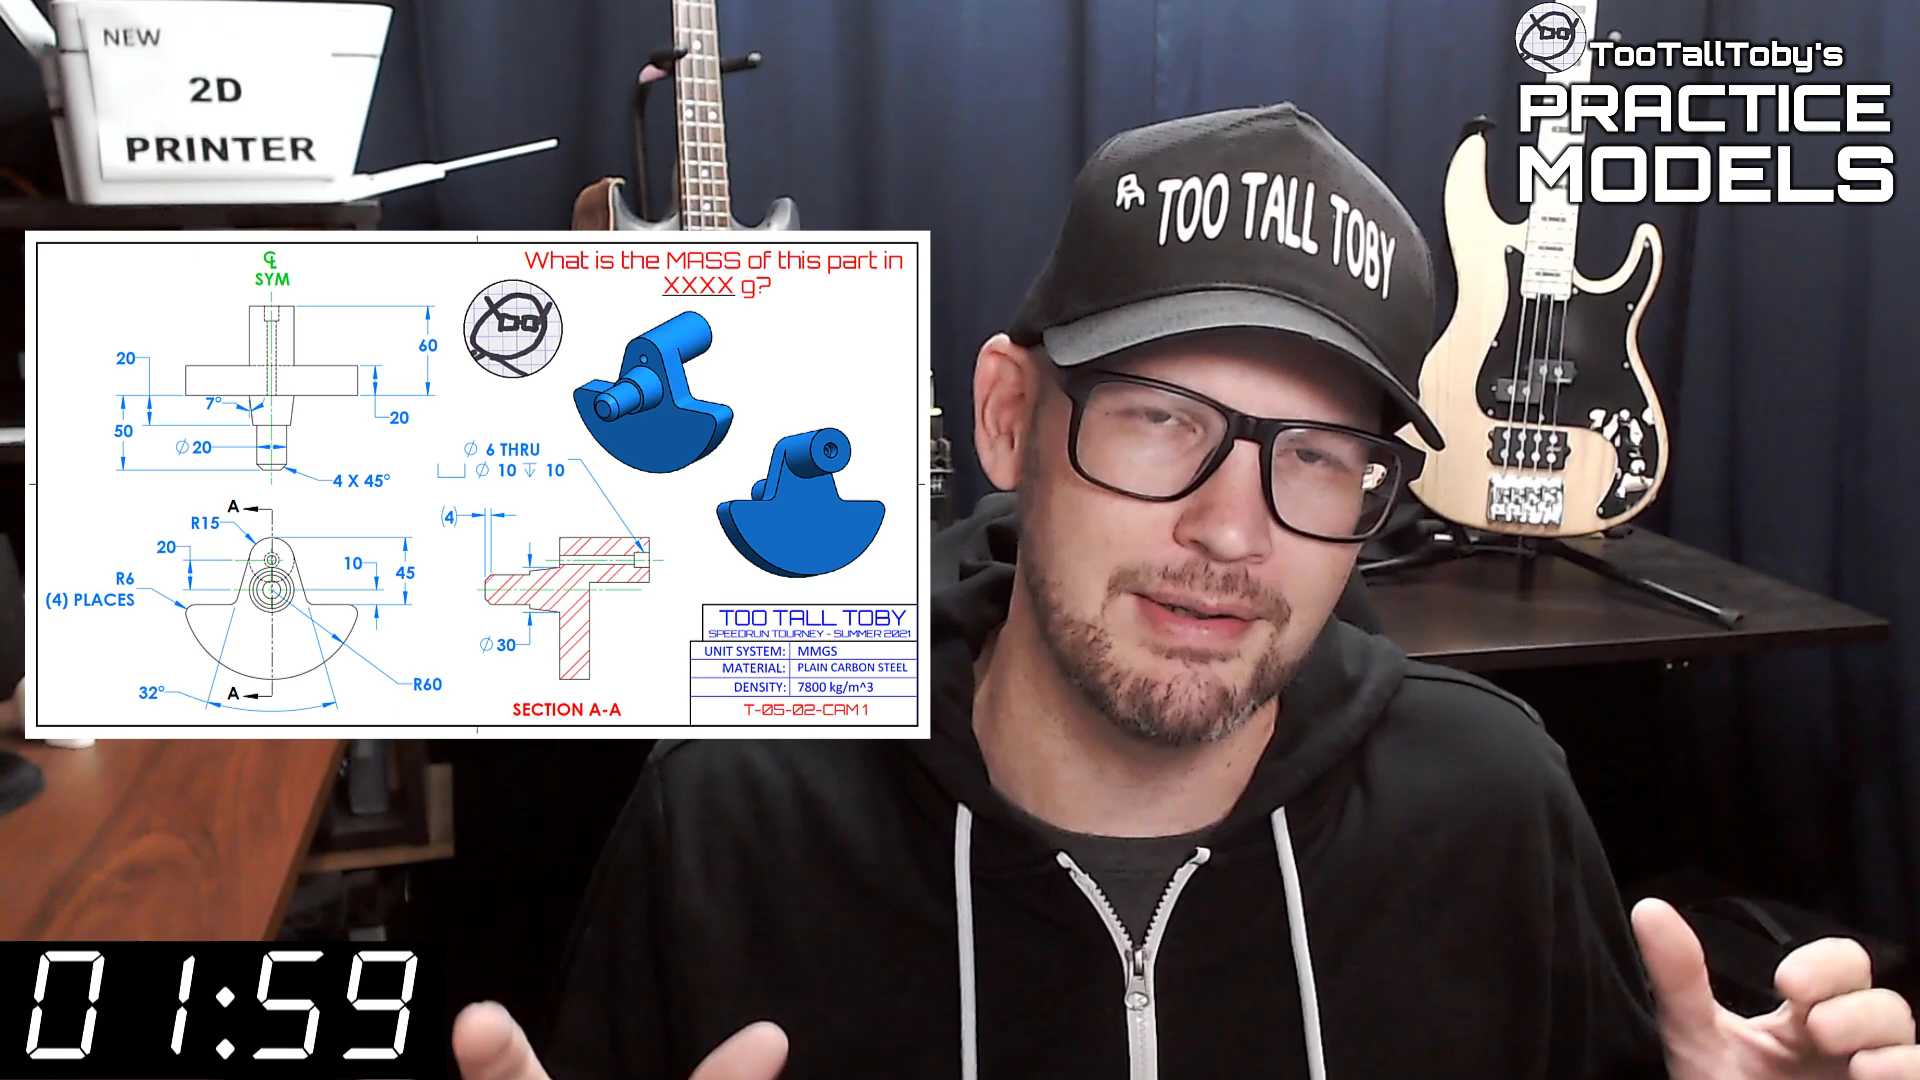 NEW
2D
PRINTER
TooTallToby's
PRACTICE
MODELS
TOO TALL TOBY
What is the MASS of this part in
XXXX g?
℄
SYM
20
60
7°
50
20
∅ 20
4 X 45°
∅ 6 THRU
⌴ ∅ 10 ↧ 10
A
R15
20
10
45
R6
(4) PLACES
(4)
∅ 30
32°
A
R60
SECTION A-A
TOO TALL TOBY
SPEEDRUN TOURNEY - SUMMER 2021
UNIT SYSTEM: MMGS
MATERIAL: PLAIN CARBON STEEL
DENSITY: 7800 kg/m^3
T-05-02-CAM 1
01:59